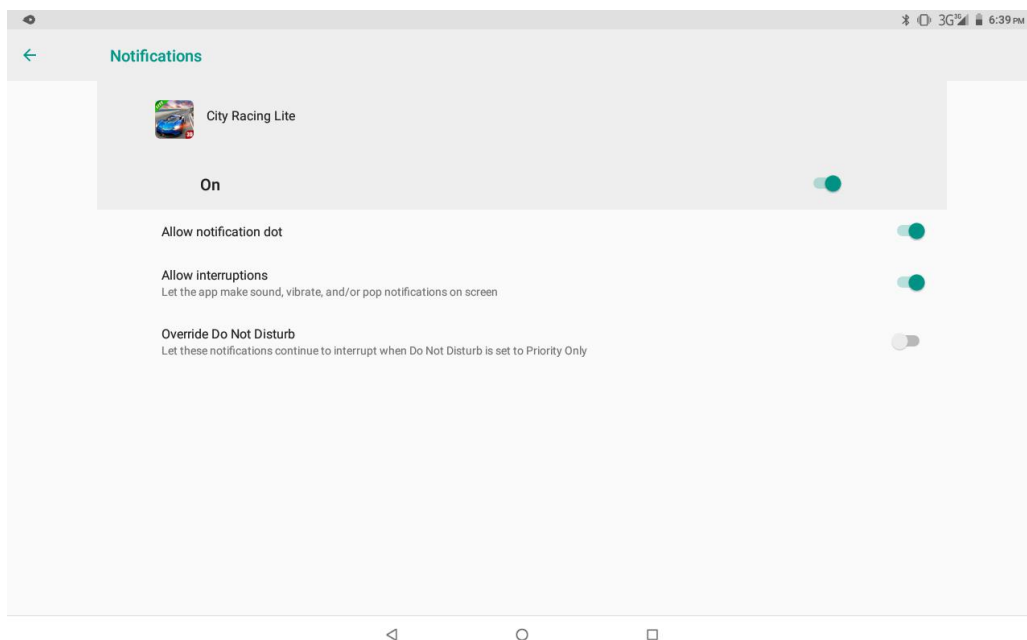 3G 3G 6:39 PM
Notifications
City Racing Lite
On
Allow notification dot
Allow interruptions
Let the app make sound, vibrate, and/or pop notifications on screen
Override Do Not Disturb
Let these notifications continue to interrupt when Do Not Disturb is set to Priority Only